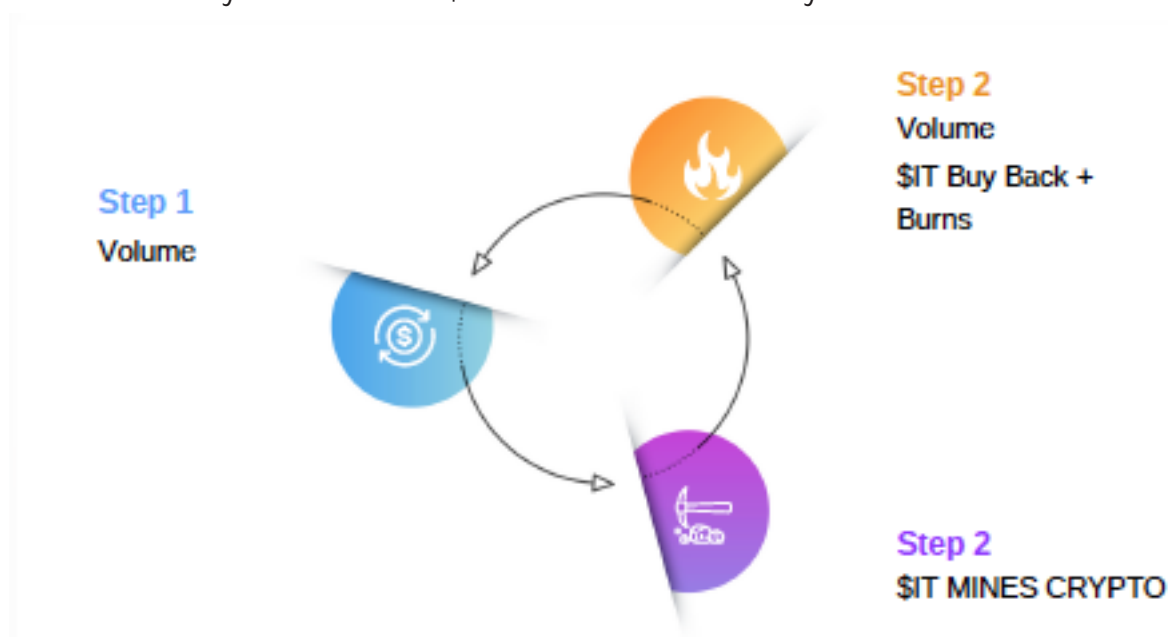 Step 1
Volume
Step 2
Volume
$IT Buy Back +
Burns
$
Step 2
$IT MINES CRYPTO